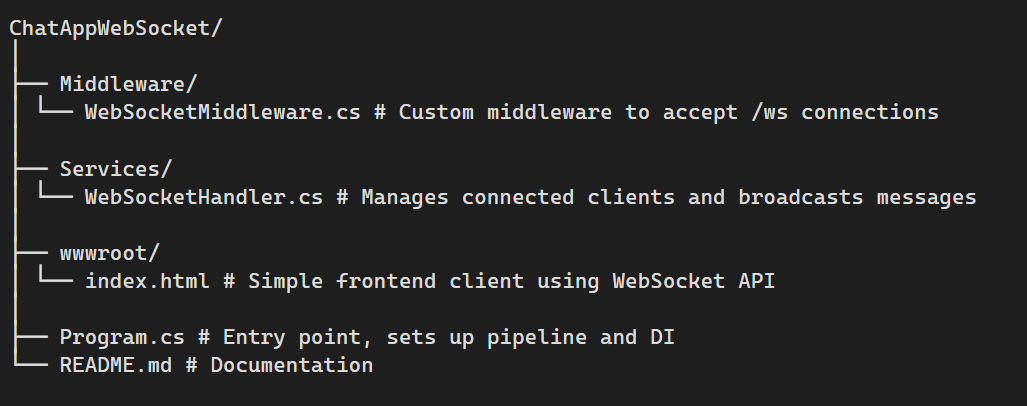 ChatAppWebSocket/
│
├── Middleware/
│ └── WebSocketMiddleware.cs # Custom middleware to accept /ws connections
│
├── Services/
│ └── WebSocketHandler.cs # Manages connected clients and broadcasts messages
│
├── wwwroot/
│ └── index.html # Simple frontend client using WebSocket API
│
├── Program.cs # Entry point, sets up pipeline and DI
└── README.md # Documentation